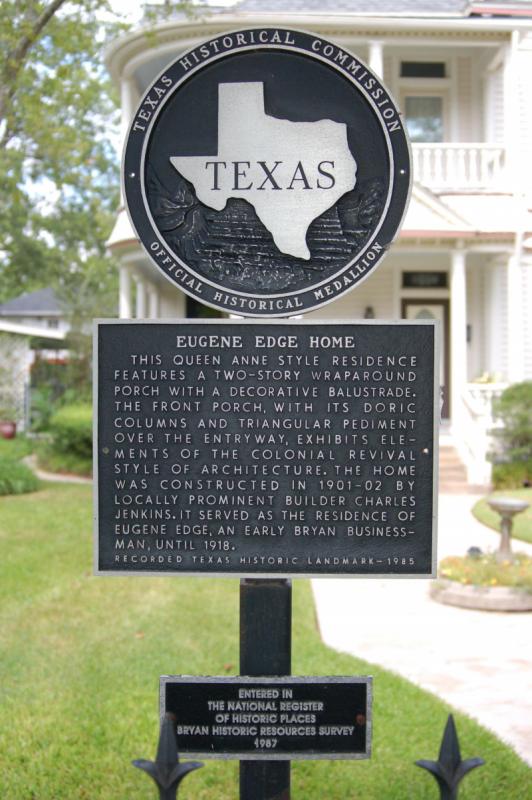 TEXAS HISTORICAL COMMISSION
TEXAS
OFFICIAL HISTORICAL MEDALLION
EUGENE EDGE HOME
THIS QUEEN ANNE STYLE RESIDENCE
FEATURES A TWO-STORY WRAPAROUND
PORCH WITH A DECORATIVE BALUSTRADE.
THE FRONT PORCH, WITH ITS DORIC
COLUMNS AND TRIANGULAR PEDIMENT
OVER THE ENTRYWAY, EXHIBITS ELE-
MENTS OF THE COLONIAL REVIVAL
STYLE OF ARCHITECTURE. THE HOME
WAS CONSTRUCTED IN 1901-02 BY
LOCALLY PROMINENT BUILDER CHARLES
JENKINS. IT SERVED AS THE RESIDENCE OF
EUGENE EDGE, AN EARLY BRYAN BUSINESS-
MAN, UNTIL 1918.
RECORDED TEXAS HISTORIC LANDMARK-1985
ENTERED IN
THE NATIONAL REGISTER
OF HISTORIC PLACES
BRYAN HISTORIC RESOURCES SURVEY
1987